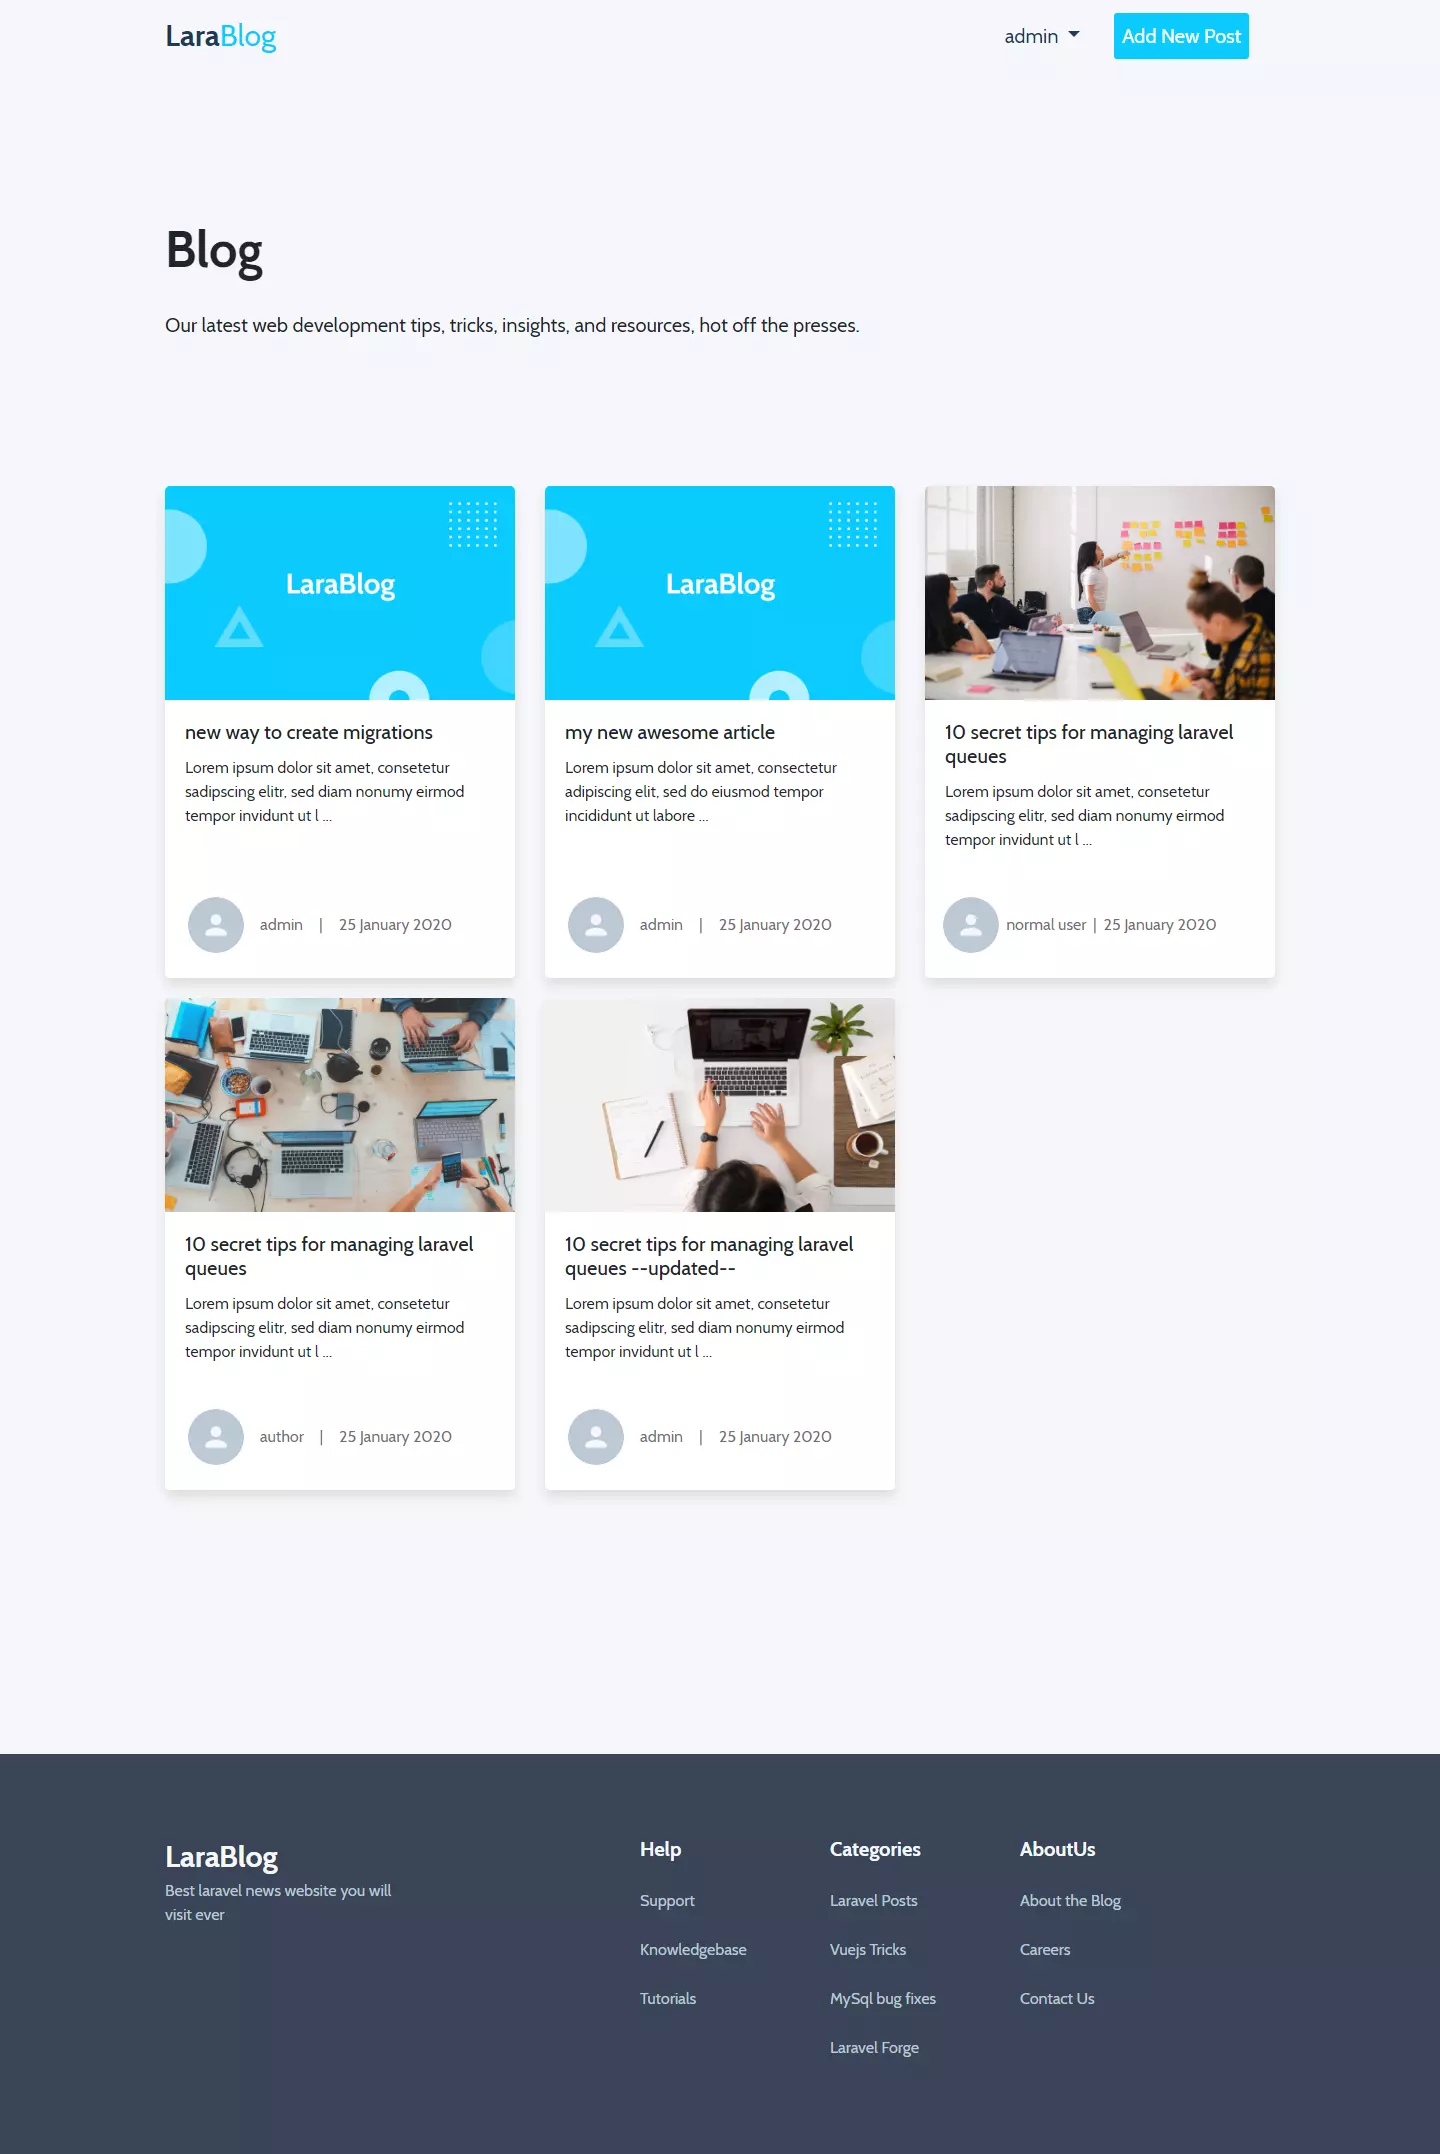 LaraBlog
admin
Add New Post
Blog
Our latest web development tips, tricks, insights, and resources, hot off the presses.
LaraBlog
new way to create migrations
Lorem ipsum dolor sit amet, consetetur
sadipscing elitr, sed diam nonumy eirmod
tempor invidunt ut l ...
admin | 25 January 2020
LaraBlog
my new awesome article
Lorem ipsum dolor sit amet, consectetur
adipiscing elit, sed do eiusmod tempor
incididunt ut labore ...
admin | 25 January 2020
10 secret tips for managing laravel
queues
Lorem ipsum dolor sit amet, consetetur
sadipscing elitr, sed diam nonumy eirmod
tempor invidunt ut l ...
normal user | 25 January 2020
10 secret tips for managing laravel
queues
Lorem ipsum dolor sit amet, consetetur
sadipscing elitr, sed diam nonumy eirmod
tempor invidunt ut l ...
author | 25 January 2020
10 secret tips for managing laravel
queues --updated--
Lorem ipsum dolor sit amet, consetetur
sadipscing elitr, sed diam nonumy eirmod
tempor invidunt ut l ...
admin | 25 January 2020
LaraBlog
Best laravel news website you will
visit ever
Help
Support
Knowledgebase
Tutorials
Categories
Laravel Posts
Vuejs Tricks
MySql bug fixes
Laravel Forge
AboutUs
About the Blog
Careers
Contact Us